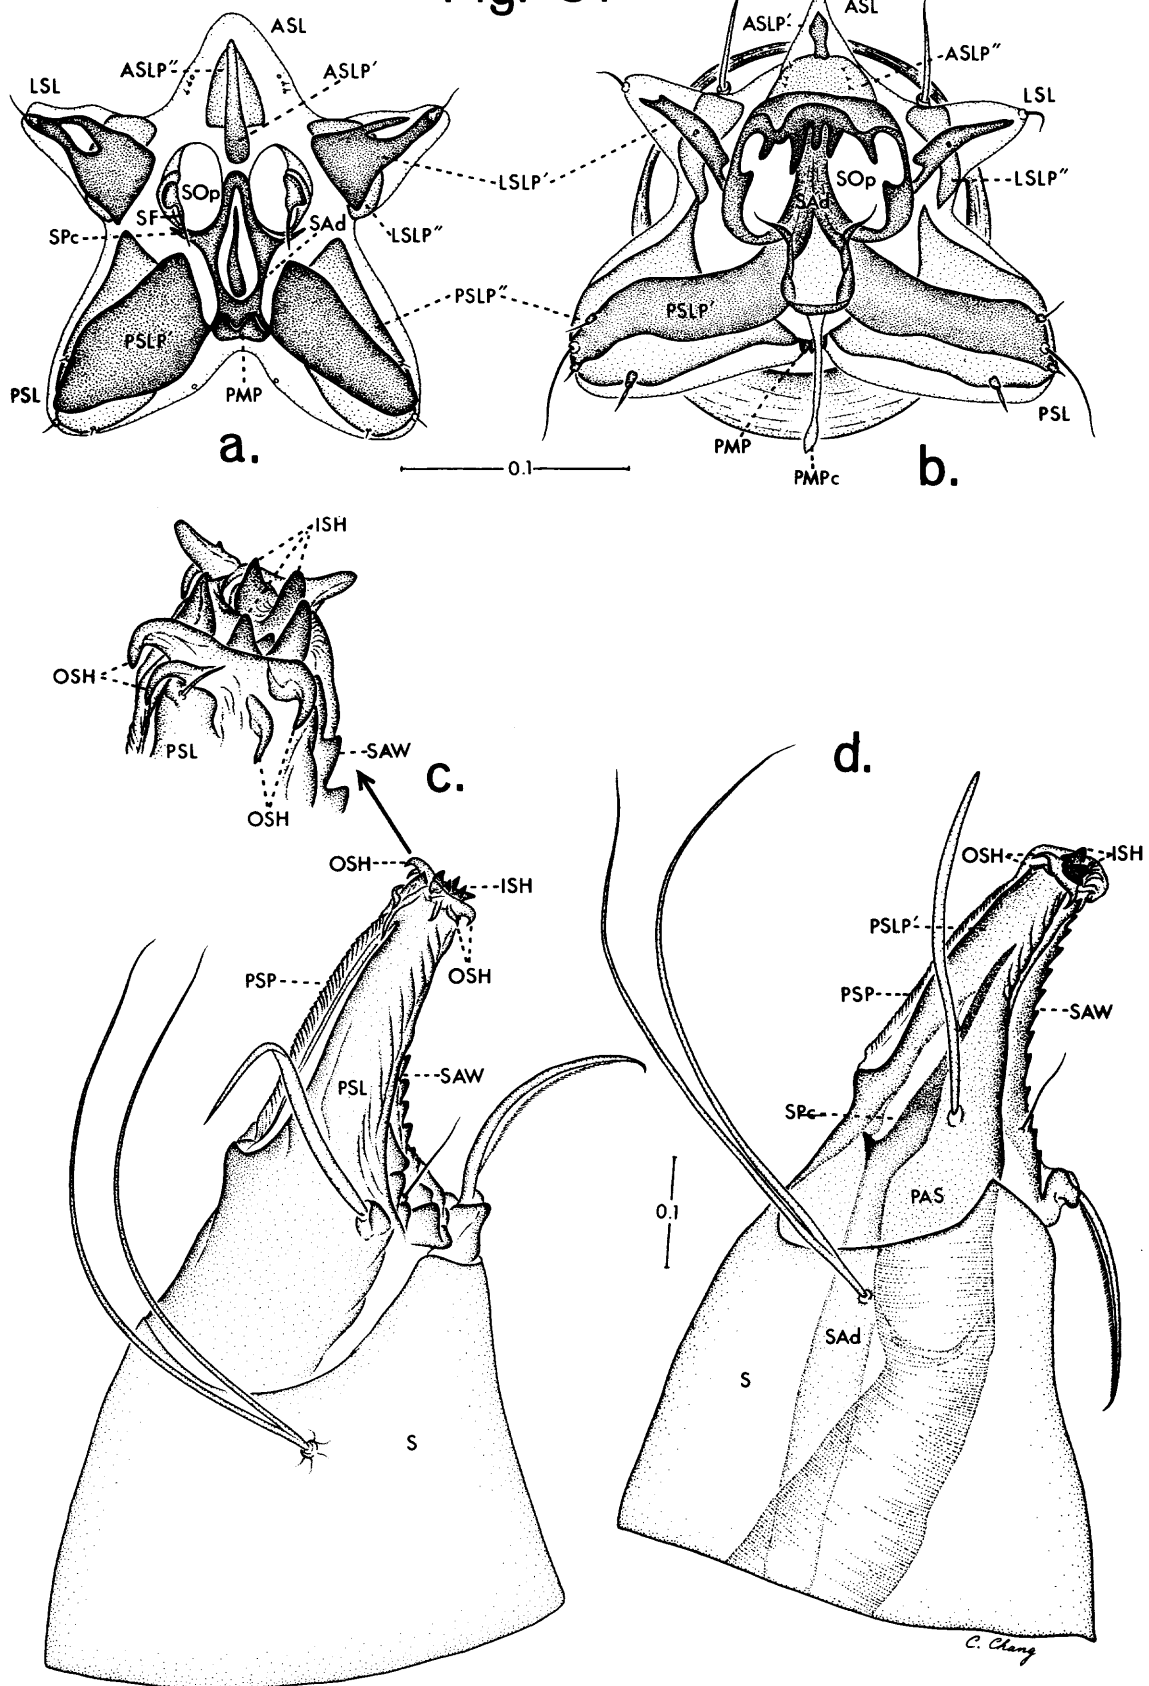 ASL
ASLP″
ASLP′
LSL
SOp
SF
SPc
SAd
LSLP′
LSLP″
PSLP″
PSLP′
PSL
PMP
a.
0.1
ASLP′
ASL
ASLP″
LSL
SOp
LSLP″
SAd
PSLP′
PSL
PMP
PMPc
b.
ISH
OSH
PSL
SAW
OSH
c.
OSH
ISH
OSH
PSP
PSL
SAW
S
d.
OSH
ISH
PSLP′
PSP
SAW
SPc
PAS
0.1
SAd
S
C. Chang